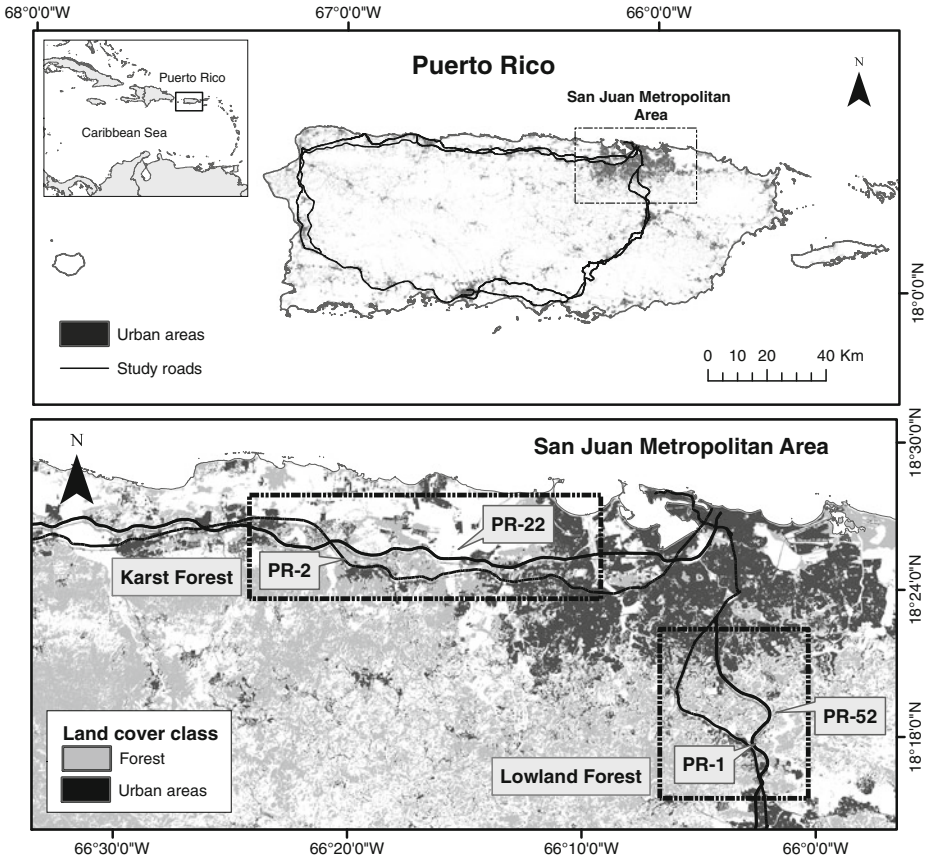 68°0'0"W
67°0'0"W
66°0'0"W
Puerto Rico
Caribbean Sea
Puerto Rico
San Juan Metropolitan
Area
N
18°0'0"N
Urban areas
Study roads
0 10 20 40 Km
N
San Juan Metropolitan Area
18°30'0"N
PR-22
PR-2
Karst Forest
18°24'0"N
Land cover class
Forest
Urban areas
PR-52
PR-1
Lowland Forest
18°18'0"N
66°30'0"W
66°20'0"W
66°10'0"W
66°0'0"W